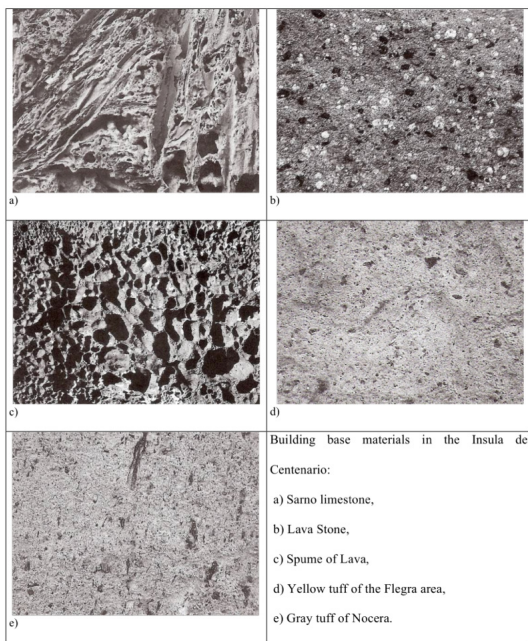 a)
b)
c)
d)
e)
Building base materials in the Insula de
Centenario:
a) Sarno limestone,
b) Lava Stone,
c) Spume of Lava,
d) Yellow tuff of the Flegra area,
e) Gray tuff of Nocera.